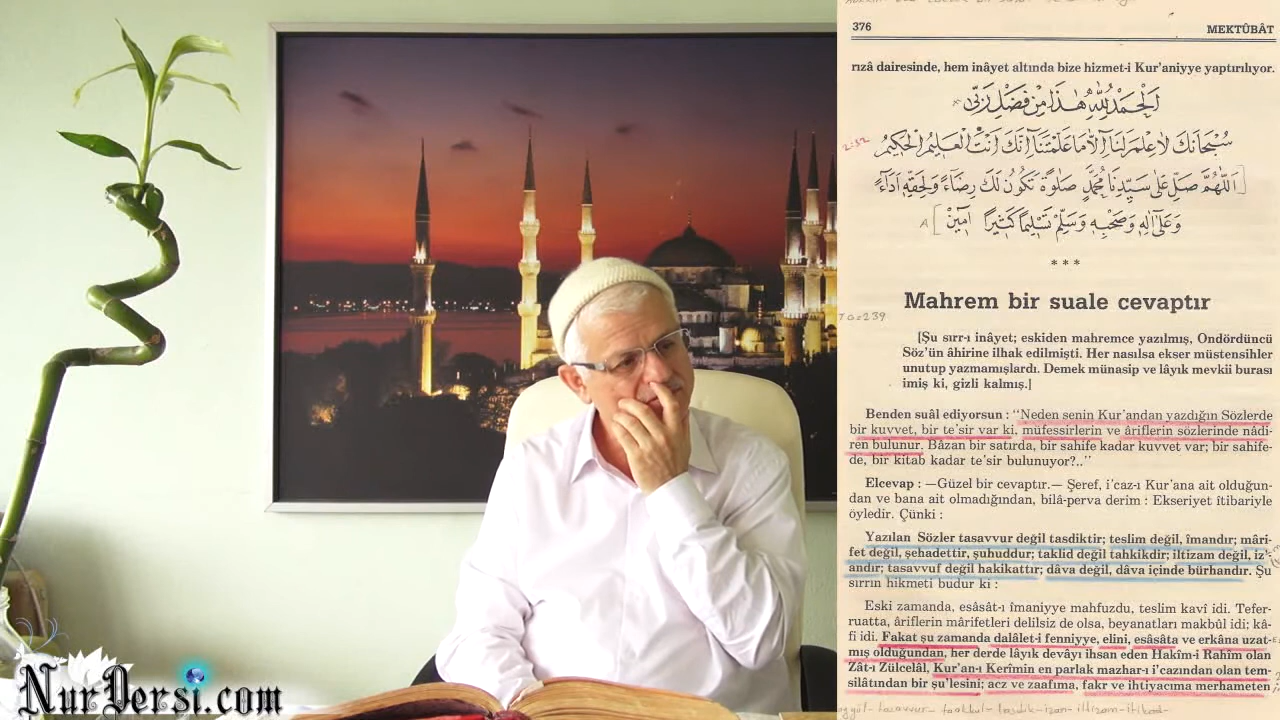 376 MEKTÛBÂT
rızâ dairesinde, hem inâyet altında bize hizmet-i Kur'aniyye yaptırılıyor.
اَلْحَمْدُ لِلّٰهِ هٰذَا مِنْ فَضْلِ رَبِّى
2:32
سُبْحَانَكَ لَا عِلْمَ لَنَا اِلَّا مَا عَلَّمْتَنَا اِنَّكَ اَنْتَ الْعَلِيمُ الْحَكِيمُ
اَللّٰهُمَّ صَلِّ عَلٰى سَيِّدِنَا مُحَمَّدٍ صَلٰوةً تَكُونُ لَكَ رِضَاءً وَلِحَقِّهِ اَدَاءً
وَعَلٰى اٰلِهِ وَصَحْبِهِ وَسَلِّمْ تَسْلِيمًا كَثِيرًا اٰمِينَ
* * *
Mahrem bir suale cevaptır
T.G=239
[Şu sırr-ı inâyet; eskiden mahremce yazılmış, Ondördüncü
Söz'ün âhirine ilhak edilmişti. Her nasılsa ekser müstensihler
unutup yazmamışlardı. Demek münasip ve lâyık mevkii burası
imiş ki, gizli kalmış.]
Benden suâl ediyorsun : "Neden senin Kur'andan yazdığın Sözlerde
bir kuvvet, bir te'sir var ki, müfessirlerin ve âriflerin sözlerinde nâdi-
ren bulunur. Bâzan bir satırda, bir sahife kadar kuvvet var; bir sahife-
de, bir kitab kadar te'sir bulunuyor?.."
Elcevap : —Güzel bir cevaptır.— Şeref, i'caz-ı Kur'ana ait olduğun-
dan ve bana ait olmadığından, bilâ-perva derim : Ekseriyet îtibariyle
öyledir. Çünki :
Yazılan Sözler tasavvur değil tasdiktir; teslim değil, îmandır; mâri-
fet değil, şehadettir, şuhuddur; taklid değil tahkikdir; iltizam değil, iz'-
andır; tasavvuf değil hakikattır; dâva değil, dâva içinde bürhandır. Şu
sırrın hikmeti budur ki :
Eski zamanda, esâsât-ı îmaniyye mahfuzdu, teslim kavî idi. Tefer-
ruatta, âriflerin mârifetleri delilsiz de olsa, beyanatları makbûl idi; kâ-
fi idi. Fakat şu zamanda dalâlet-i fenniyye, elini, esâsâta ve erkâna uzat-
mış olduğundan, her derde lâyık devâyı ihsan eden Hakîm-i Rahîm olan
Zât-ı Zülcelâl, Kur'an-ı Kerîmin en parlak mazhar-ı i'cazından olan tem-
silâtından bir şu'lesini; acz ve zaafıma, fakr ve ihtiyacıma merhameten
NurDersi.com